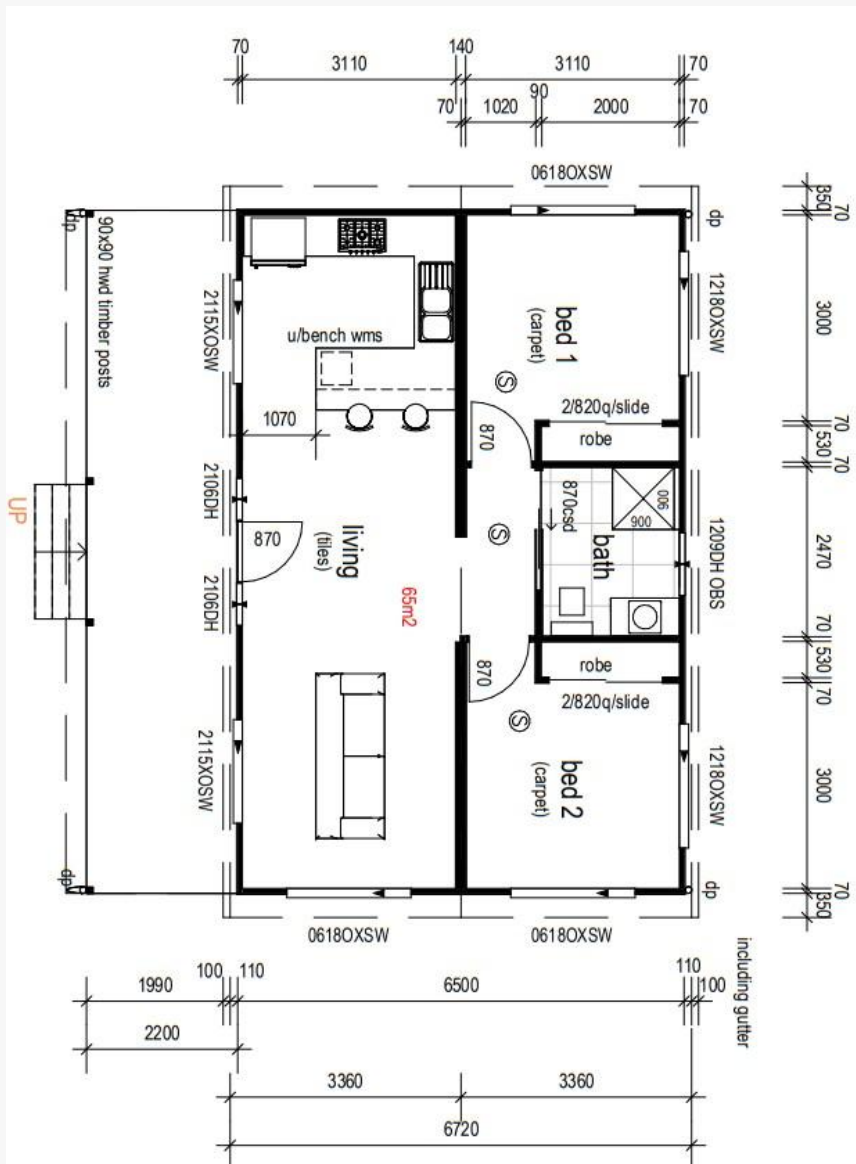 70
3110
140
3110
70
90
70
1020
2000
70
0618OXSW
dp
dp
350
70
90x90 hwd timber posts
2115XOSW
u/bench wms
bed 1
(carpet)
1218OXSW
3000
2/820q/slide
robe
70
530
70
1070
870
UP
2106DH
870
living
(tiles)
2106DH
65m2
870csd
900
900
bath
1209DH OBS
2470
870
robe
2/820q/slide
70
530
70
2115XOSW
bed 2
(carpet)
1218OXSW
3000
S
S
S
dp
dp
70
350
0618OXSW
0618OXSW
including gutter
1990
100
110
6500
110
100
2200
3360
3360
6720